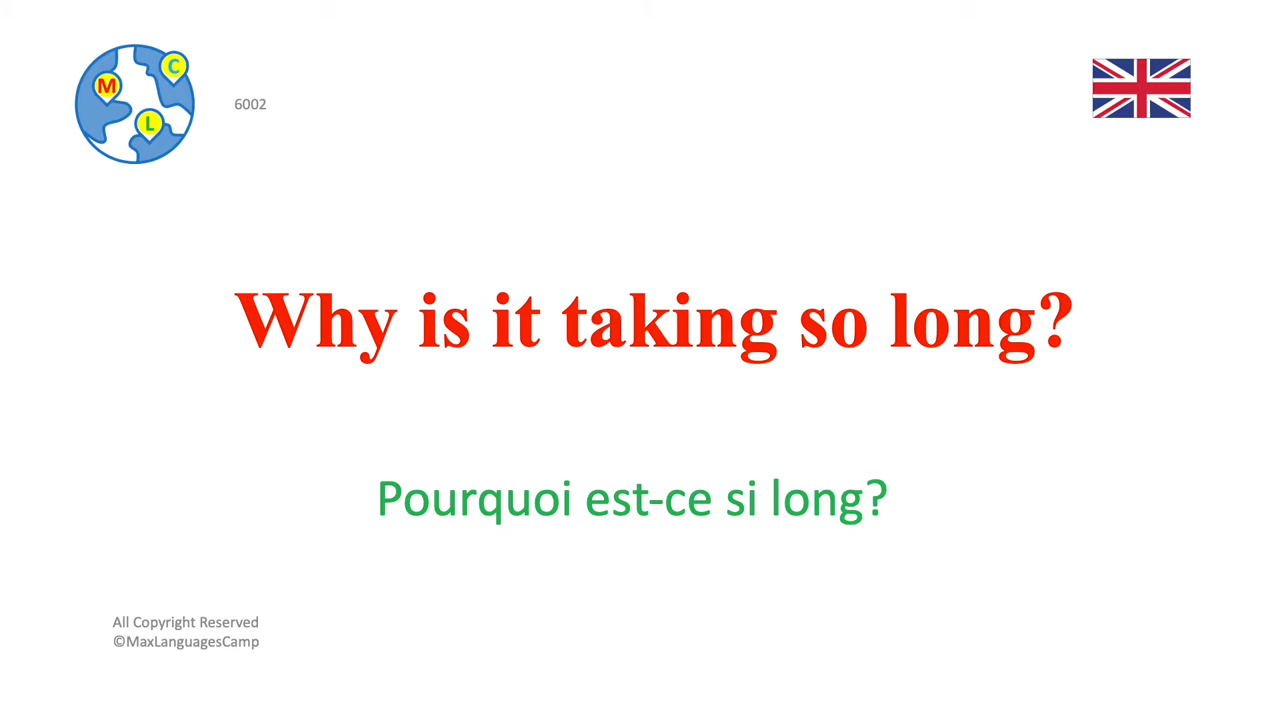 M
C
L
6002
Why is it taking so long?
Pourquoi est-ce si long?
All Copyright Reserved
©MaxLanguagesCamp